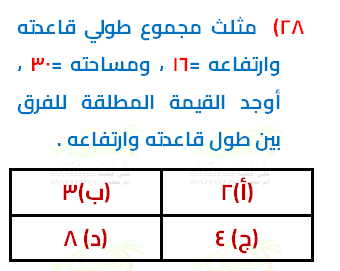 ٢٨) مثلث مجموع طولي قاعدته
وارتفاعه =١٦ ، ومساحته =٣٠ ،
أوجد القيمة المطلقة للفرق
بين طول قاعدته وارتفاعه .
(أ)٢ (ب)٣
(ج) ٤ (د) ٨